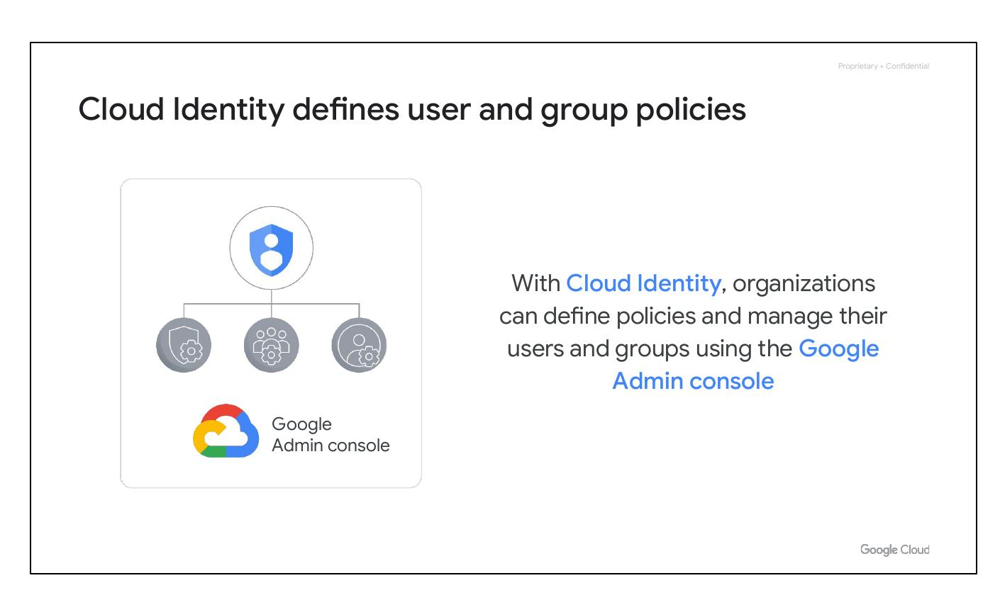 Proprietary + Confidential
Cloud Identity defines user and group policies
With Cloud Identity, organizations
can define policies and manage their
users and groups using the Google
Admin console
Google
Admin console
Google Cloud